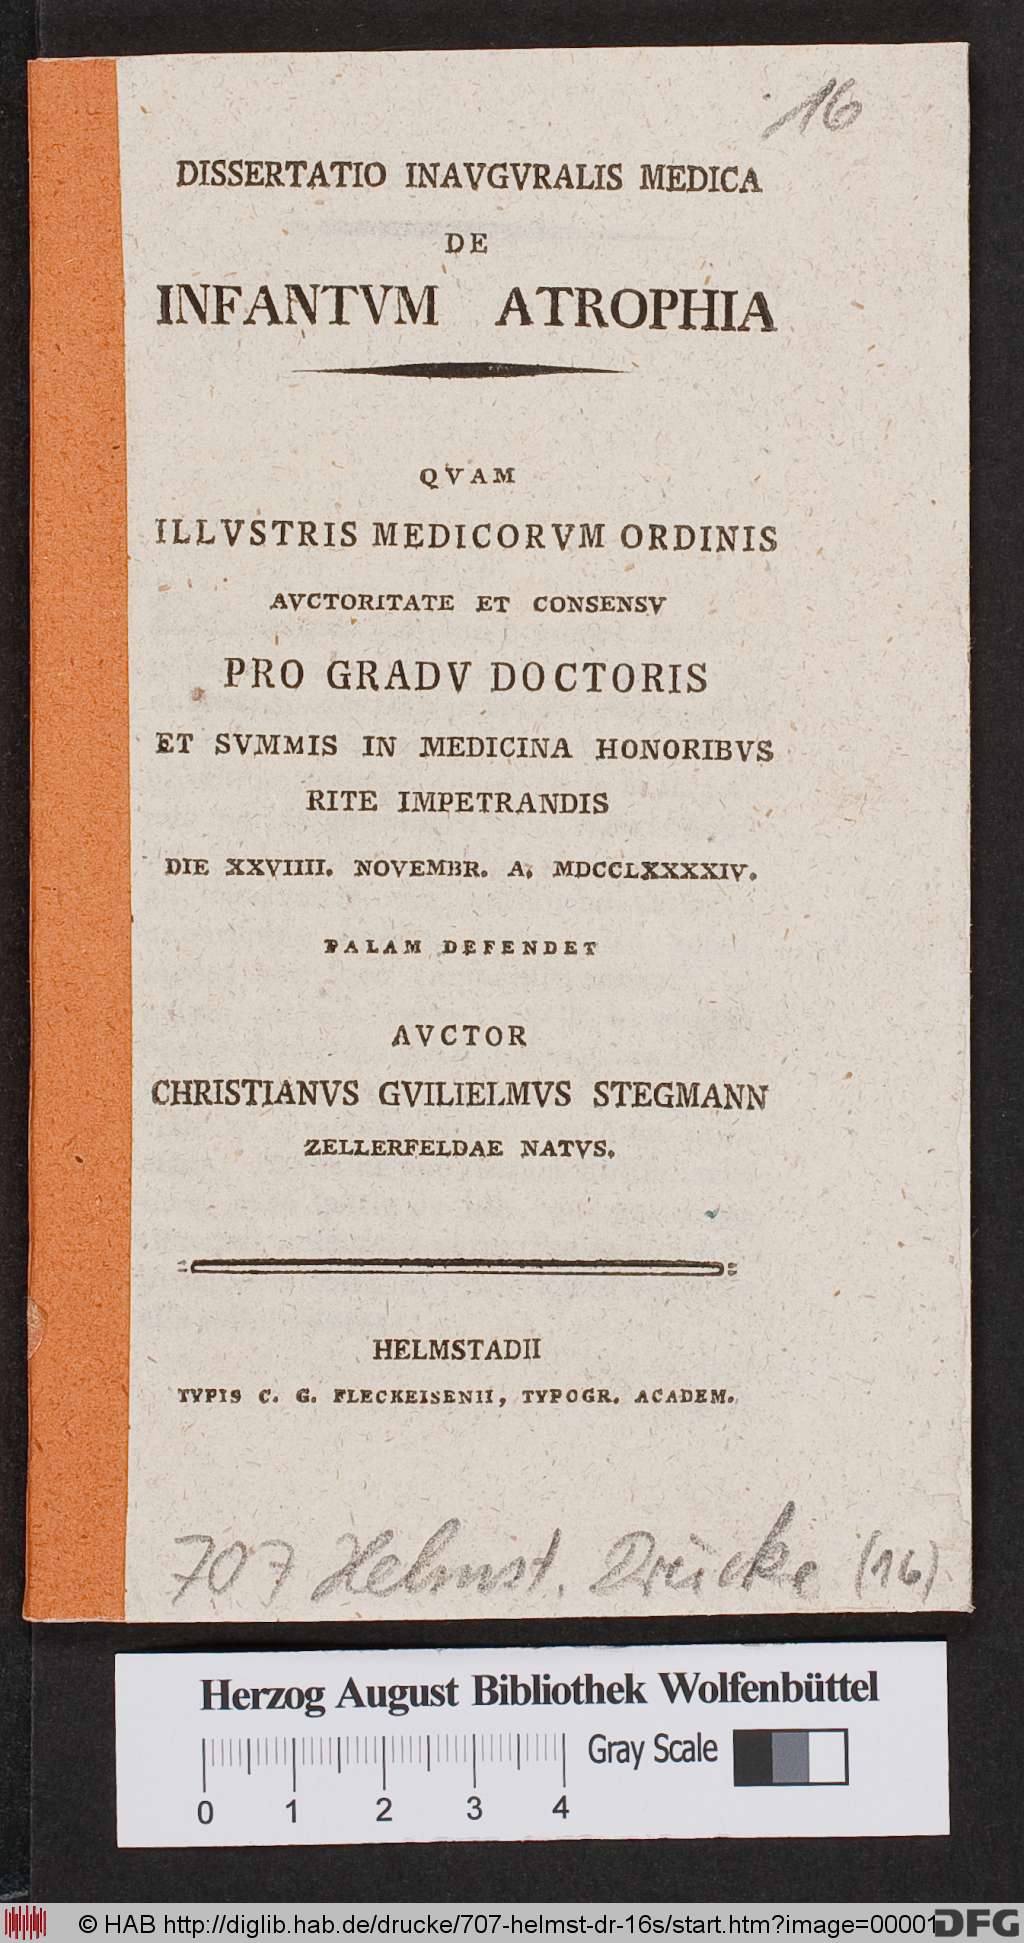 16
DISSERTATIO INAVGVRALIS MEDICA
DE
INFANTVM ATROPHIA
QVAM
ILLVSTRIS MEDICORVM ORDINIS
AVCTORITATE ET CONSENSV
PRO GRADV DOCTORIS
ET SVMMIS IN MEDICINA HONORIBVS
RITE IMPETRANDIS
DIE XXVIIII. NOVEMBR. A. MDCCLXXXXIV.
PALAM DEFENDET
AVCTOR
CHRISTIANVS GVILIELMVS STEGMANN
ZELLERFELDAE NATVS.
HELMSTADII
TYPIS C. G. FLECKEISENII, TYPOGR. ACADEM.
707 Helmst. Drucke (16)
Herzog August Bibliothek Wolfenbüttel
Gray Scale
0 1 2 3 4
© HAB http://diglib.hab.de/drucke/707-helmst-dr-16s/start.htm?image=00001
DFG